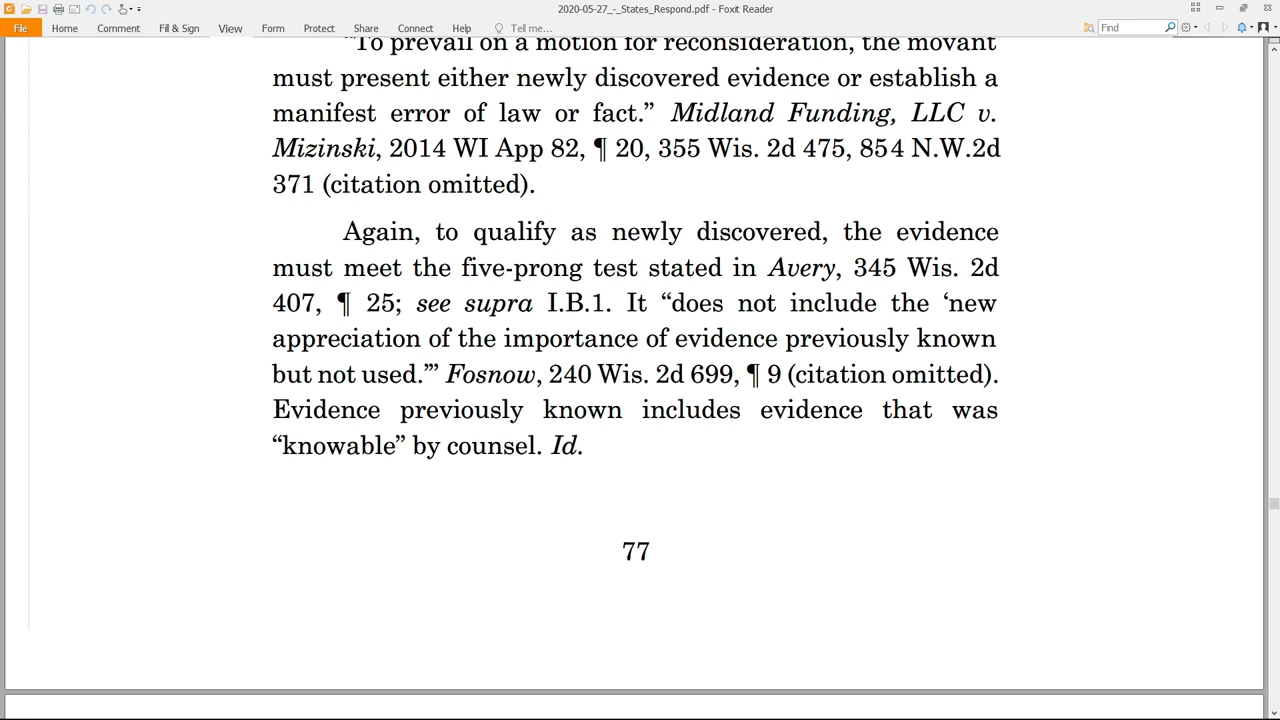 2020-05-27_-_States_Respond.pdf - Foxit Reader
File Home Comment Fill & Sign View Form Protect Share Connect Help Tell me... Find
“To prevail on a motion for reconsideration, the movant
must present either newly discovered evidence or establish a
manifest error of law or fact.” Midland Funding, LLC v.
Mizinski, 2014 WI App 82, ¶ 20, 355 Wis. 2d 475, 854 N.W.2d
371 (citation omitted).
Again, to qualify as newly discovered, the evidence
must meet the five-prong test stated in Avery, 345 Wis. 2d
407, ¶ 25; see supra I.B.1. It “does not include the ‘new
appreciation of the importance of evidence previously known
but not used.’” Fosnow, 240 Wis. 2d 699, ¶ 9 (citation omitted).
Evidence previously known includes evidence that was
“knowable” by counsel. Id.
77